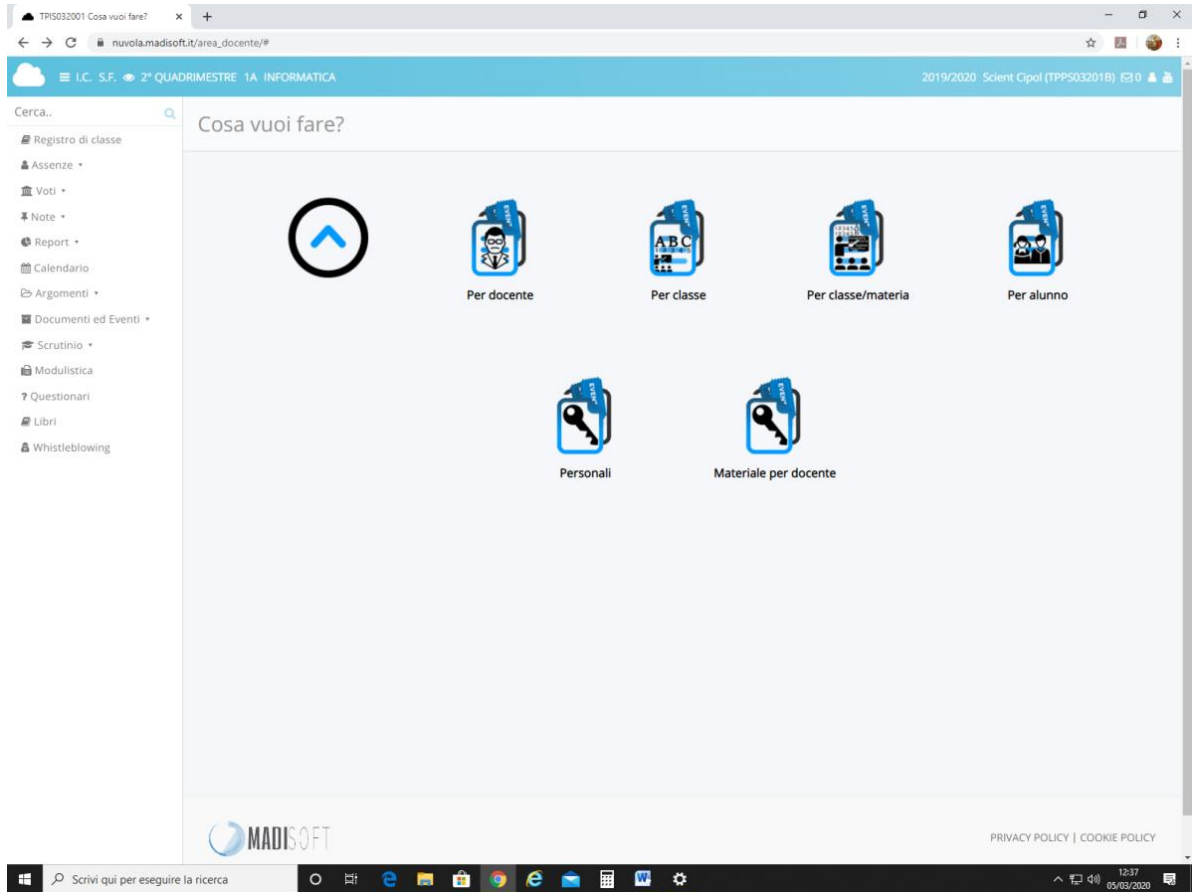 TPIS032001 Cosa vuoi fare?
nuvola.madisoft.it/area_docente/#
I.C. S.F. 2° QUADRIMESTRE 1A INFORMATICA
2019/2020 Scient Cipol (TPPS03201B) 0
Cerca..
Cosa vuoi fare?
Registro di classe
Assenze
Voti
Note
Report
Calendario
Argomenti
Documenti ed Eventi
Scrutinio
Modulistica
? Questionari
Libri
Whistleblowing
Per docente
ABC
Per classe
Per classe/materia
Per alunno
Personali
Materiale per docente
MADISOFT
PRIVACY POLICY | COOKIE POLICY
Scrivi qui per eseguire la ricerca
12:37
05/03/2020